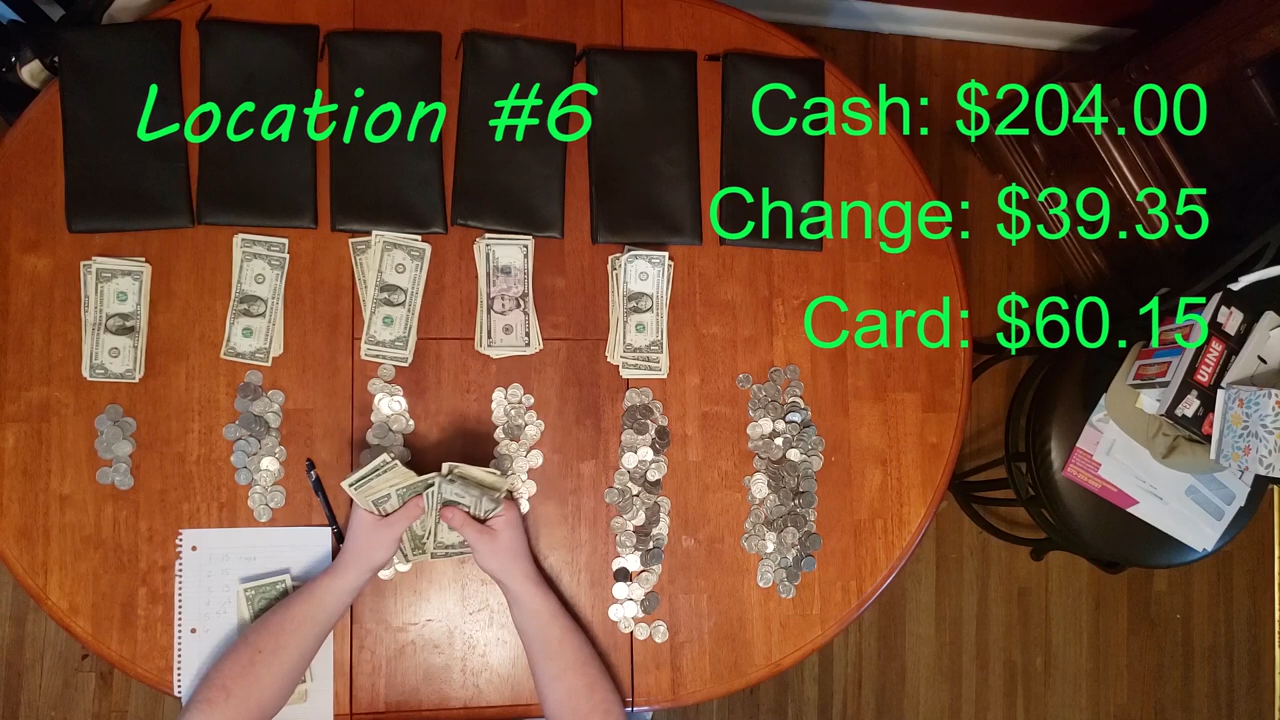 Location #6
Cash: $204.00
Change: $39.35
Card: $60.15
ULINE